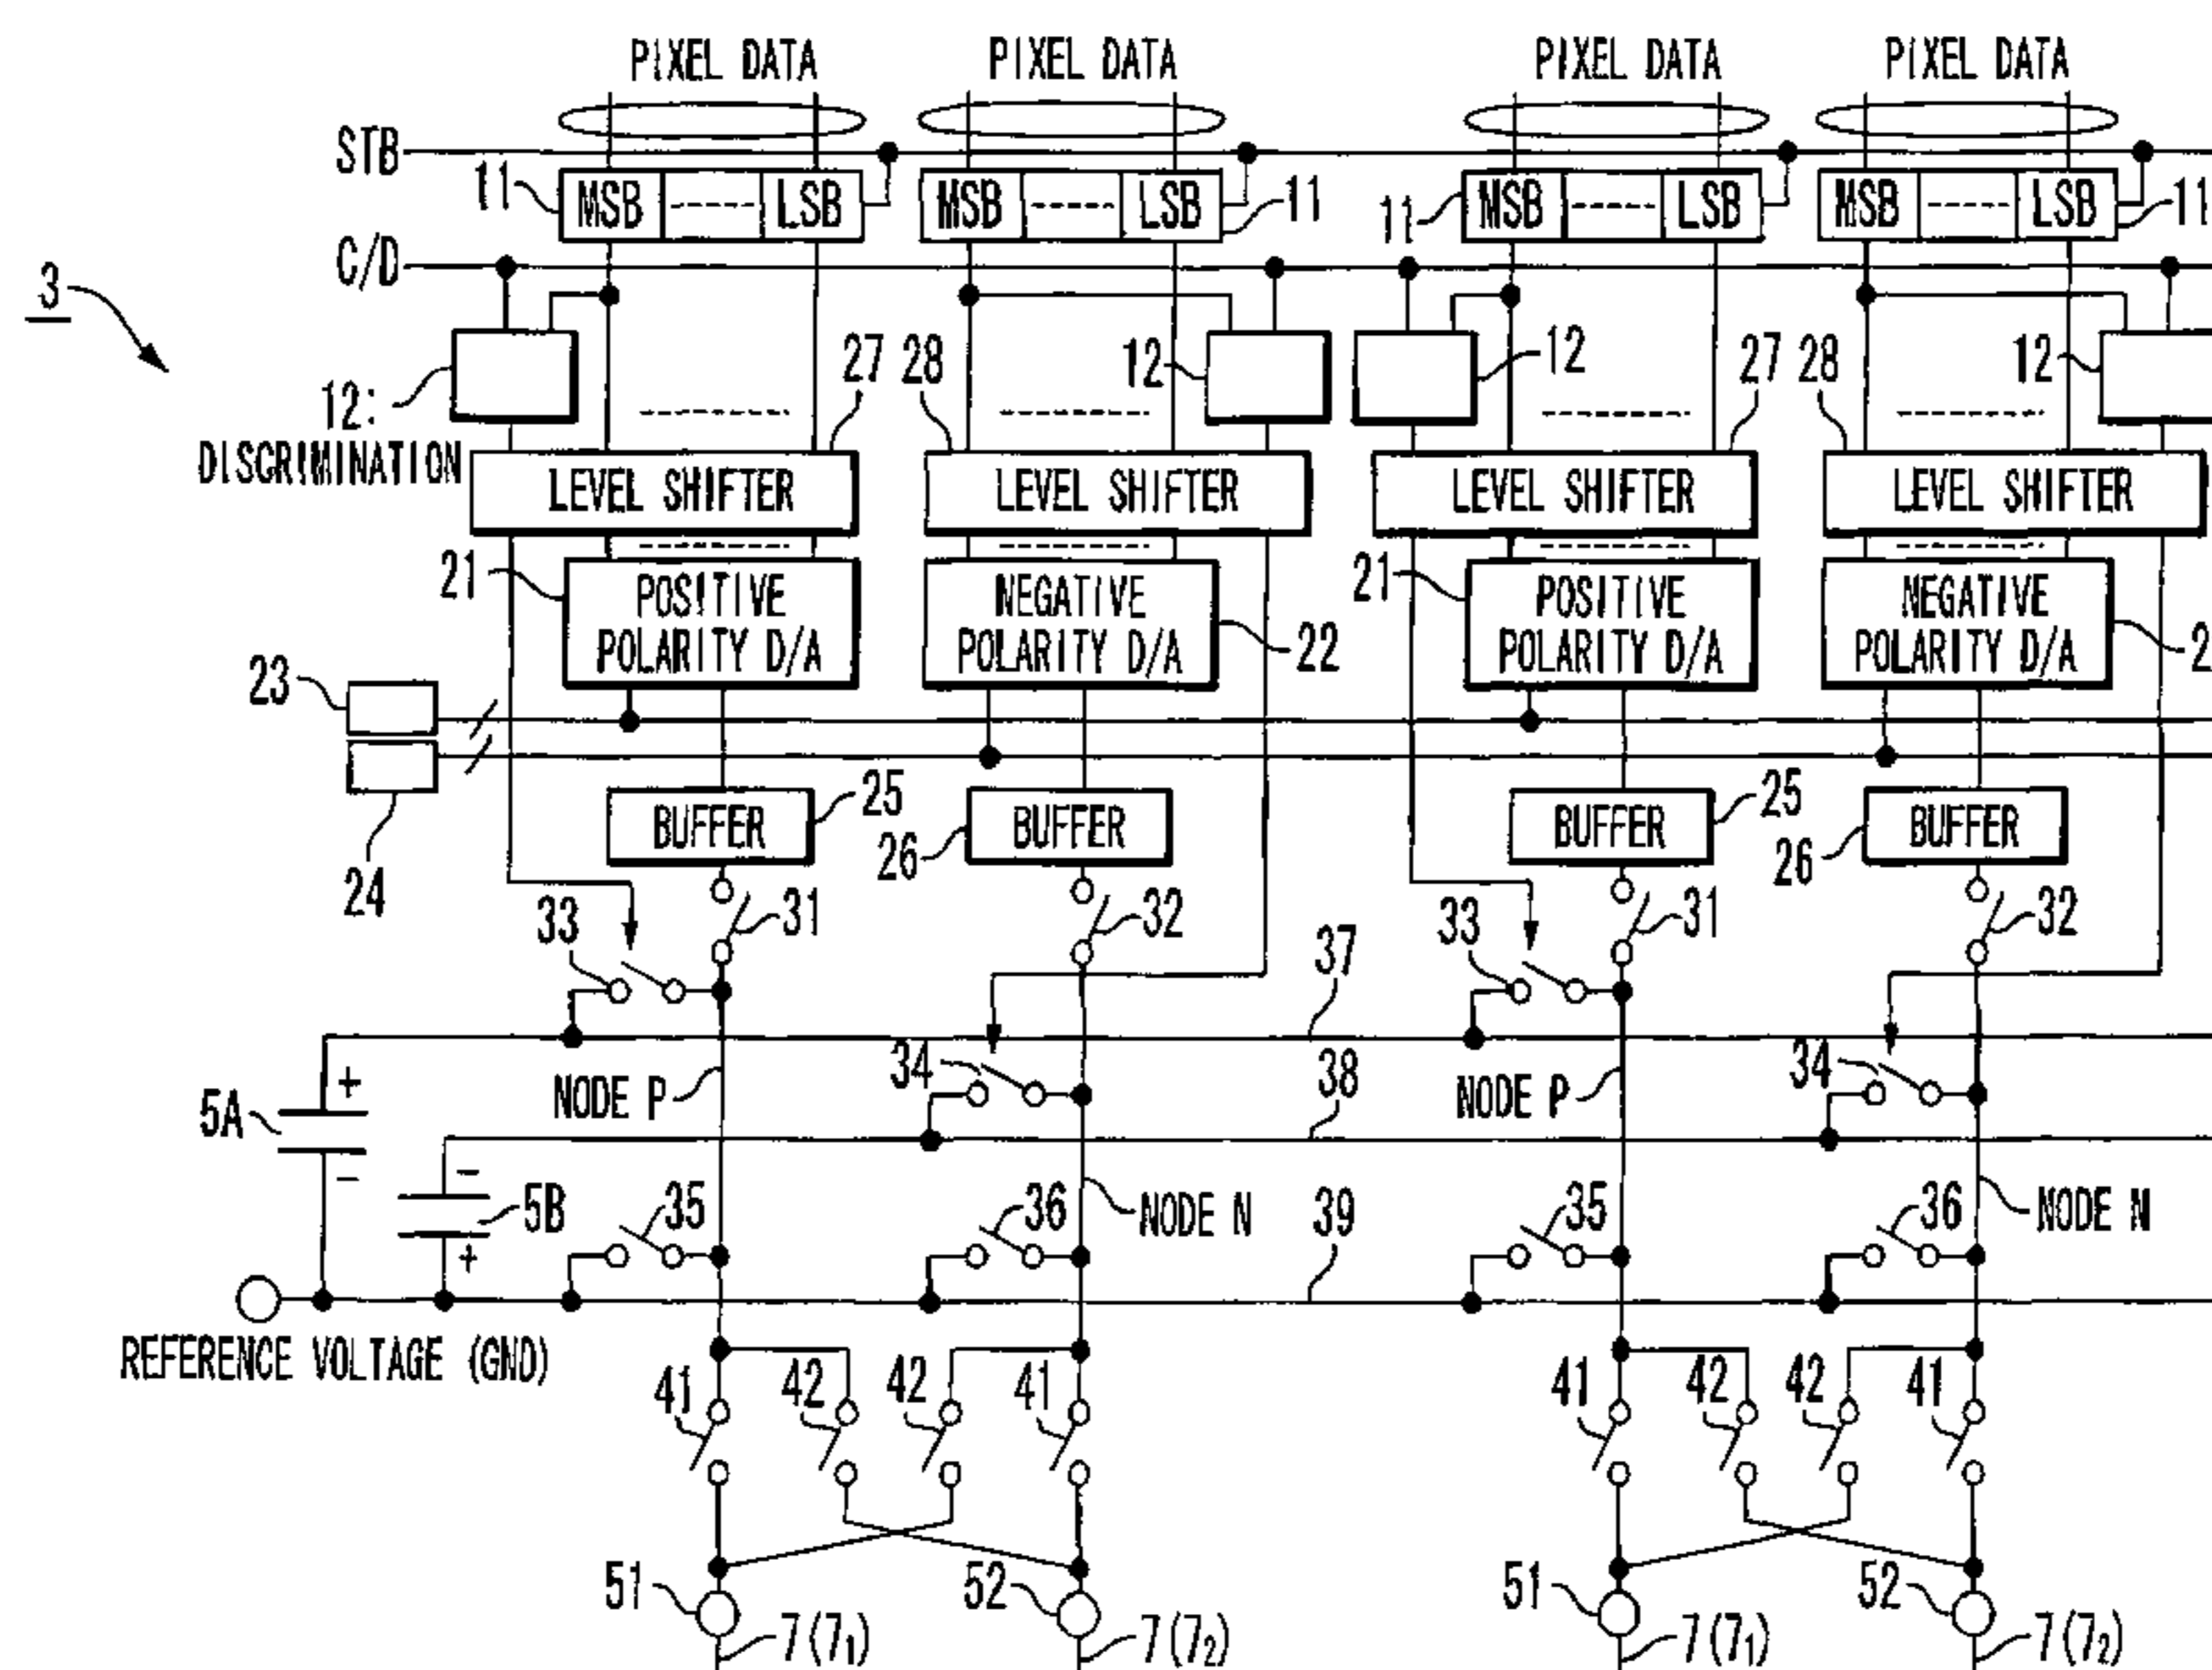 PIXEL DATA PIXEL DATA PIXEL DATA PIXEL DATA
STB
11 MSB LSB MSB LSB 11 11 MSB LSB MSB LSB 11
C/D
3
12:
DISCRIMINATION
27 28 12 12 27 28 12
LEVEL SHIFTER LEVEL SHIFTER LEVEL SHIFTER LEVEL SHIFTER
21 POSITIVE POLARITY D/A NEGATIVE POLARITY D/A 22 21 POSITIVE POLARITY D/A NEGATIVE POLARITY D/A 2
23
24
BUFFER 25 26 BUFFER BUFFER 25 26 BUFFER
33 31 32 33 31 32
37
5A + − NODE P 34 38 NODE P 34
− 5B + 35 36 NODE N 39 35 36 NODE N
REFERENCE VOLTAGE (GND)
41 42 42 41 41 42 42 41
51 52 51 52
7(7₁) 7(7₂) 7(7₁) 7(7₂)